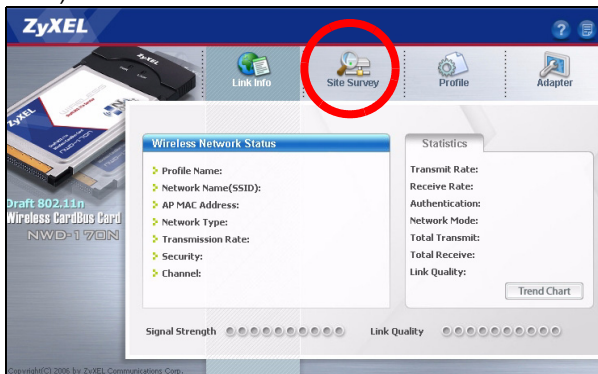 ZyXEL
Link Info
Site Survey
Profile
Adapter
ZyXEL
Draft 802.11n
Wireless CardBus Card
NWD-170N
Wireless Network Status
Profile Name:
Network Name(SSID):
AP MAC Address:
Network Type:
Transmission Rate:
Security:
Channel:
Statistics
Transmit Rate:
Receive Rate:
Authentication:
Network Mode:
Total Transmit:
Total Receive:
Link Quality:
Trend Chart
Signal Strength
Link Quality
Copyright(C) 2006 by ZyXEL Communications Corp.